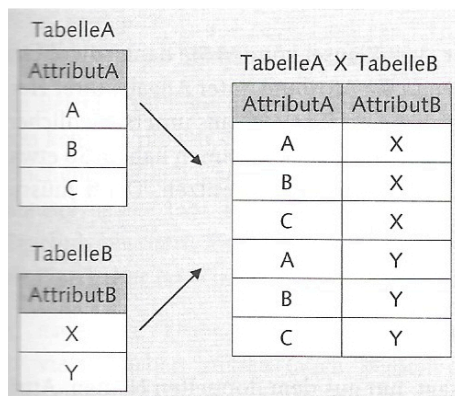 TabelleA
AttributA
A
B
C
TabelleB
AttributB
X
Y
TabelleA X TabelleB
AttributA AttributB
A X
B X
C X
A Y
B Y
C Y